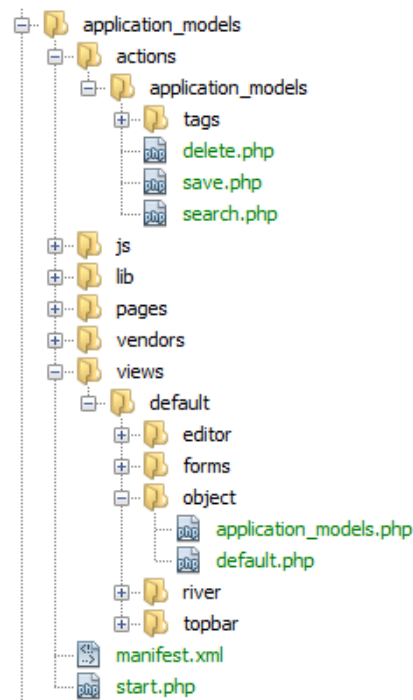 application_models
actions
application_models
tags
delete.php
save.php
search.php
js
lib
pages
vendors
views
default
editor
forms
object
application_models.php
default.php
river
topbar
manifest.xml
start.php